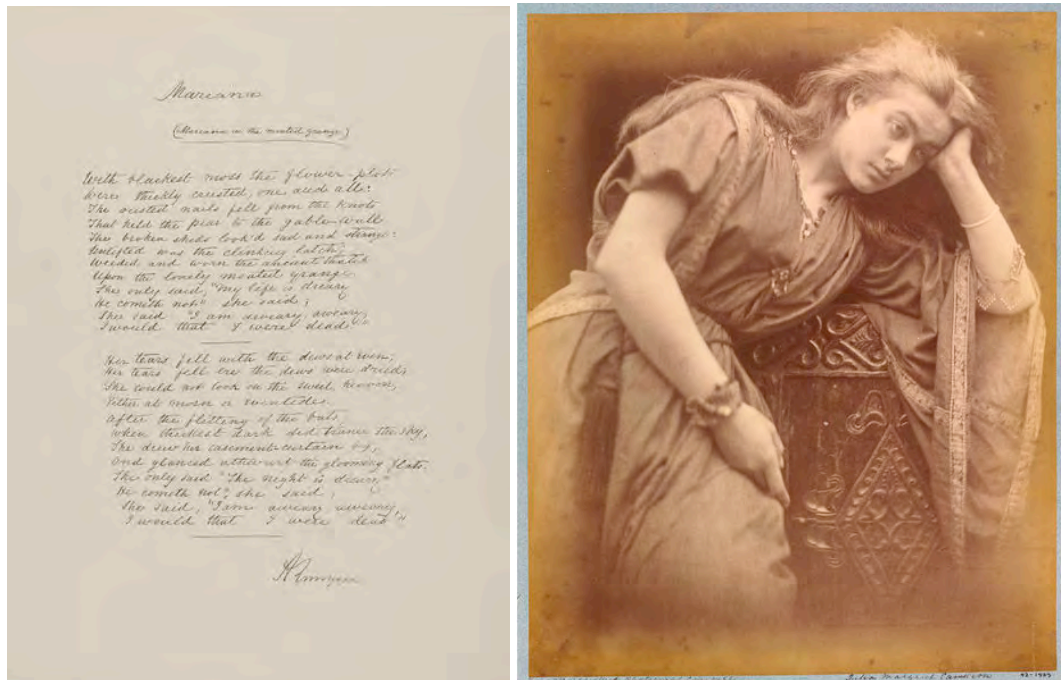 Mariana
(Mariana in the moated grange)
With blackest moss the flower-plots
Were thickly crusted, one and all:
The rusted nails fell from the knots
That held the pear to the gable-wall.
The broken sheds look'd sad and strange:
Unlifted was the clinking latch;
Weeded and worn the ancient thatch
Upon the lonely moated grange.
She only said, "My life is dreary
He cometh not" she said;
She said "I am aweary, aweary,
I would that I were dead."
Her tears fell with the dews at even;
Her tears fell ere the dews were dried;
She could not look on the sweet heaven,
Either at morn or eventide.
After the flitting of the bats,
When thickest dark did trance the sky,
She drew her casement-curtain by,
And glanced athwart the glooming flats.
She only said "The night is dreary"
He cometh not", she said,
She said, "I am aweary, aweary,
I would that I were dead"
ATennyson
Julia Margaret Cameron